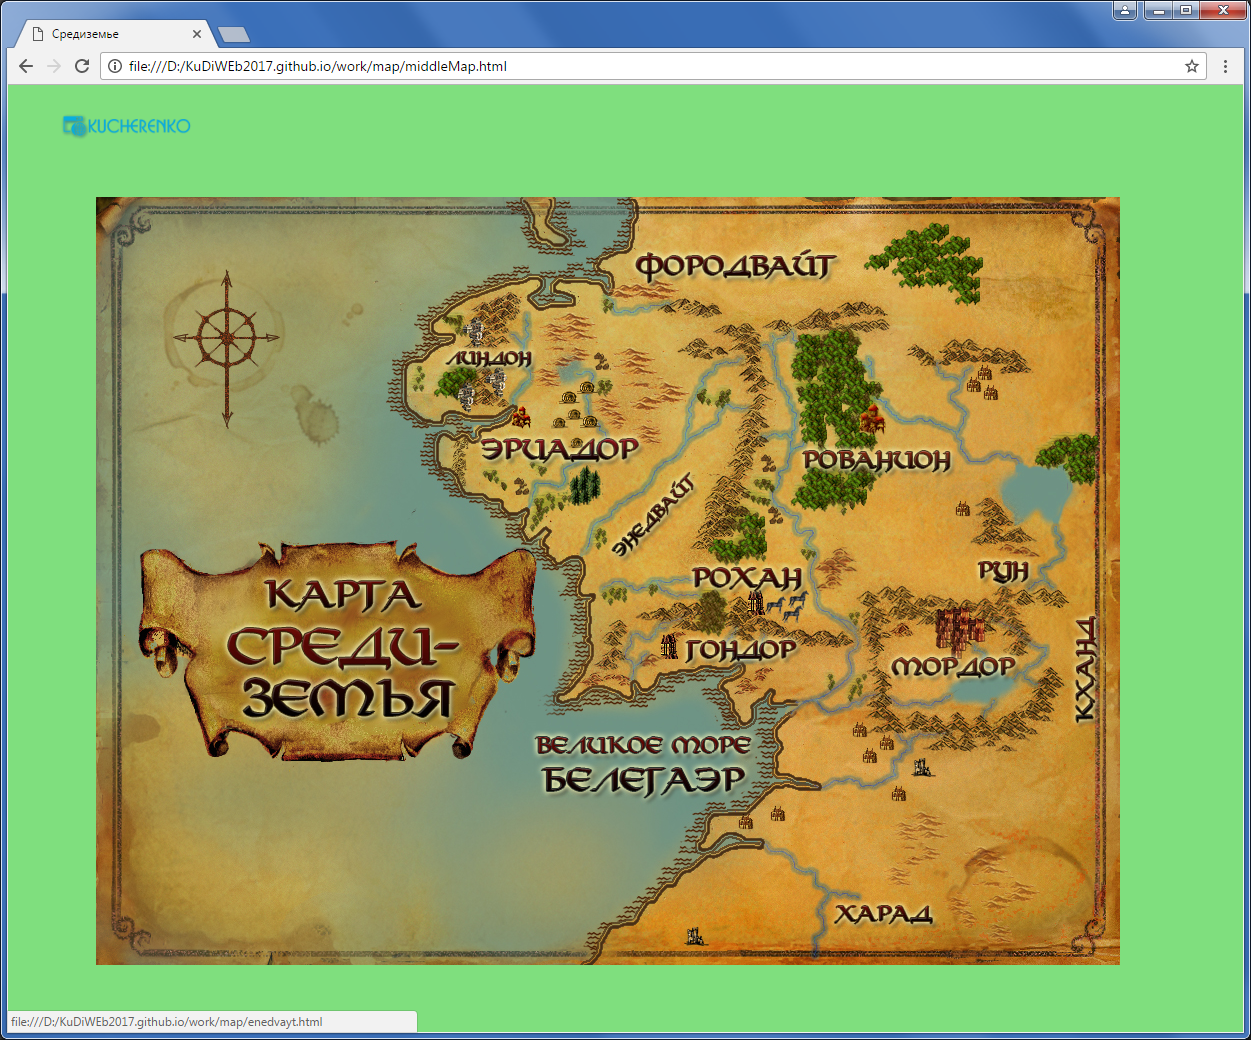 Средиземье
file:///D:/KuDiWEb2017.github.io/work/map/middleMap.html
KUCHERENKO
ФОРОДВАЙТ
ЛИНДОН
ЭРИАДОР
РОВАНИОН
ЭНЕДВАЙТ
РОХАН
РУН
КАРТА
СРЕДИ-
ЗЕМЬЯ
ГОНДОР
МОРДОР
КХАНД
ВЕЛИКОЕ МОРЕ
БЕЛЕГАЭР
ХАРАД
file:///D:/KuDiWEb2017.github.io/work/map/enedvayt.html